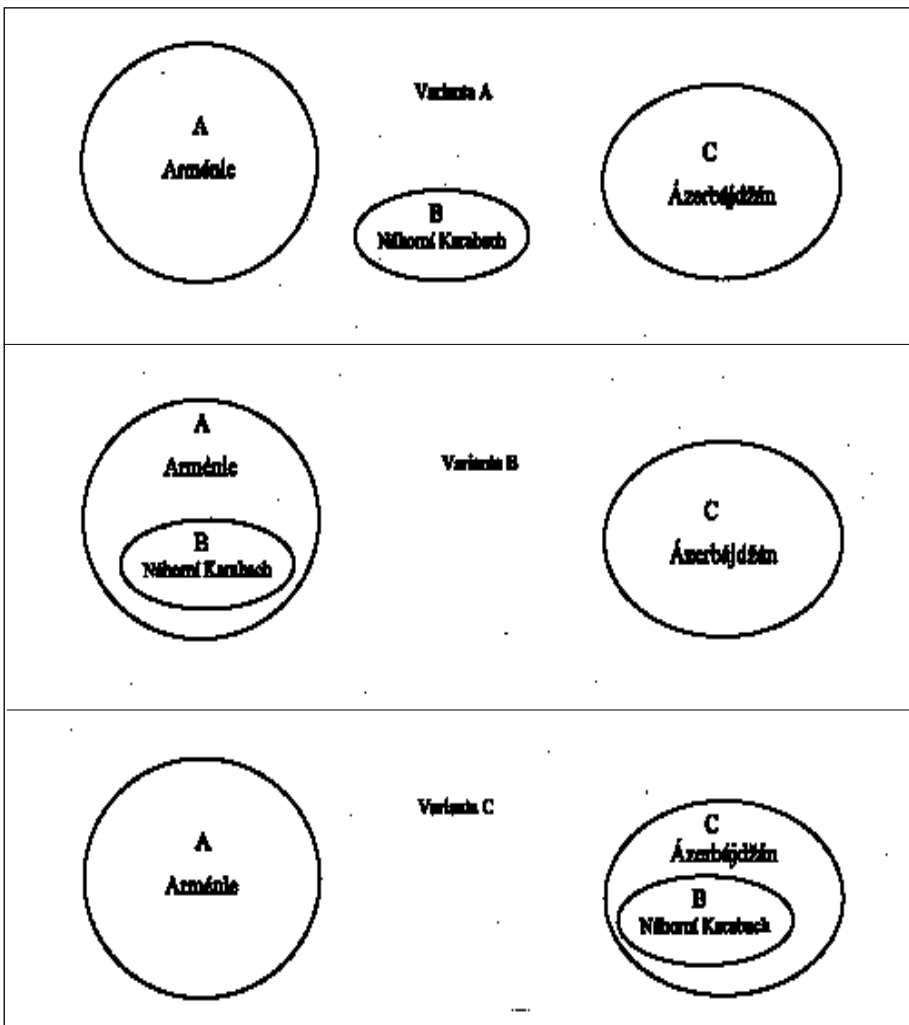 Varianta A
A
Arménie
B
Náhorní Karabach
C
Ázerbájdžán
Varianta B
A
Arménie
B
Náhorní Karabach
C
Ázerbájdžán
Varianta C
A
Arménie
C
Ázerbájdžán
B
Náhorní Karabach